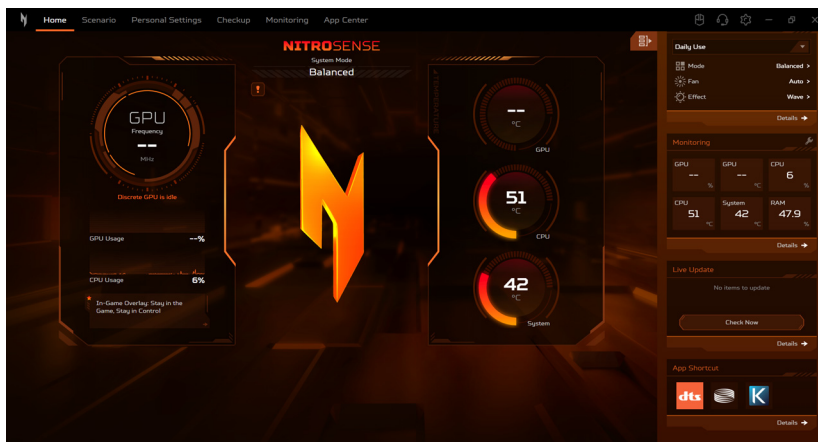 Home Scenario Personal Settings Checkup Monitoring App Center
NITROSENSE
System Mode
Balanced
GPU
Frequency
--
MHz
Discrete GPU is idle
GPU Usage --%
CPU Usage 6%
In-Game Overlay: Stay in the
Game, Stay in Control
TEMPERATURE
--
°C
GPU
51
°C
CPU
42
°C
System
Daily Use
Mode Balanced >
Fan Auto >
Effect Wave >
Details →
Monitoring
GPU GPU CPU
-- -- 6
% °C %
CPU System RAM
51 42 47.9
°C °C %
Details →
Live Update
No items to update
Check Now
Details →
App Shortcut
dts K
Details →